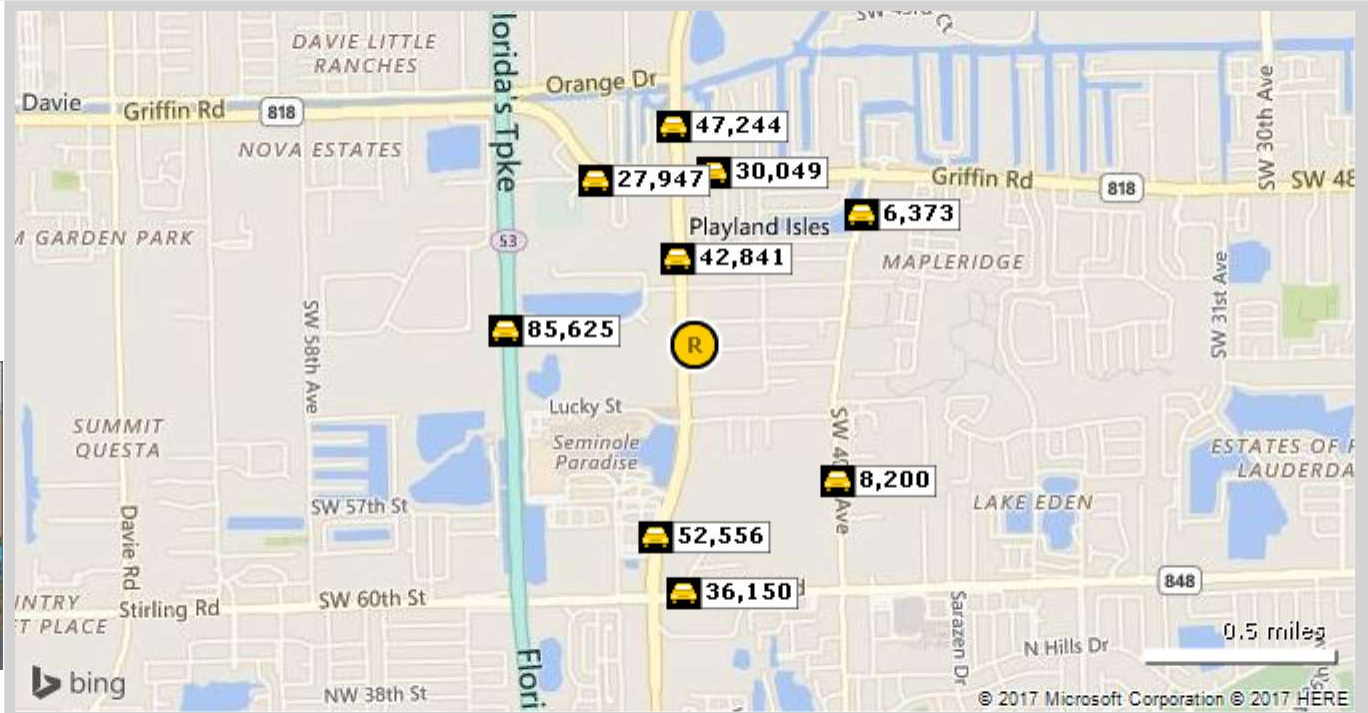 SW 43rd Ct
DAVIE LITTLE
RANCHES
Florida's Tpke
Orange Dr
Davie
Griffin Rd
818
SW 30th Ave
47,244
NOVA ESTATES
27,947
30,049
Griffin Rd
818
SW 48
6,373
Playland Isles
M GARDEN PARK
53
42,841
MAPLERIDGE
SW 31st Ave
SW 58th Ave
85,625
R
Lucky St
SUMMIT
QUESTA
Seminole
Paradise
SW 40th Ave
ESTATES OF F
LAUDERDA
8,200
LAKE EDEN
SW 57th St
Davie Rd
52,556
848
36,150
d
INTRY
T PLACE
Stirling Rd
SW 60th St
Sarazen Dr
0.5 miles
N Hills Dr
Flori
bing
NW 38th St
© 2017 Microsoft Corporation © 2017 HERE